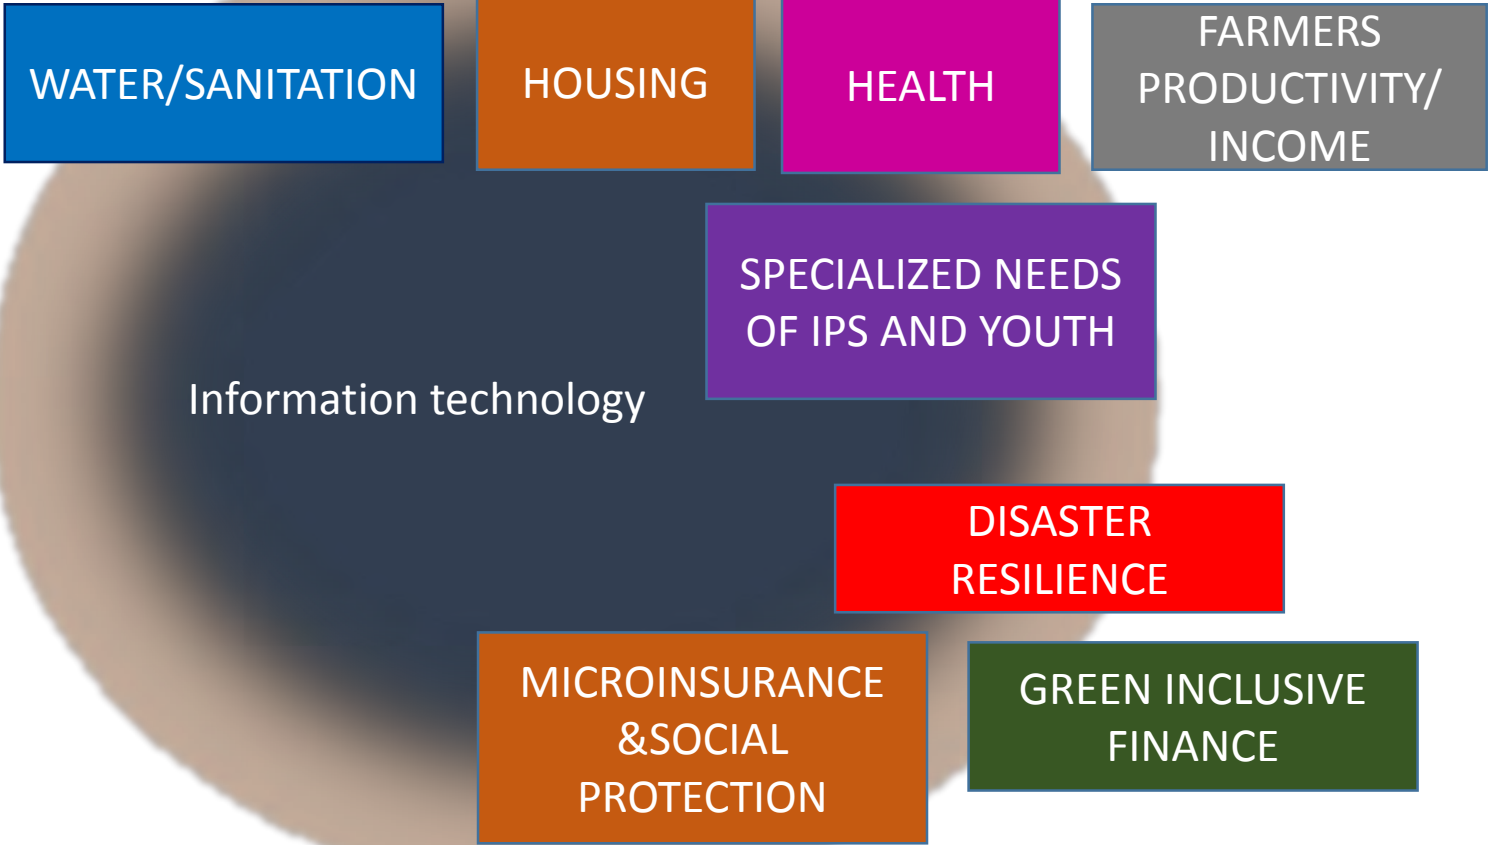 WATER/SANITATION
HOUSING
HEALTH
FARMERS
PRODUCTIVITY/
INCOME
SPECIALIZED NEEDS
OF IPS AND YOUTH
Information technology
DISASTER
RESILIENCE
MICROINSURANCE
&SOCIAL
PROTECTION
GREEN INCLUSIVE
FINANCE